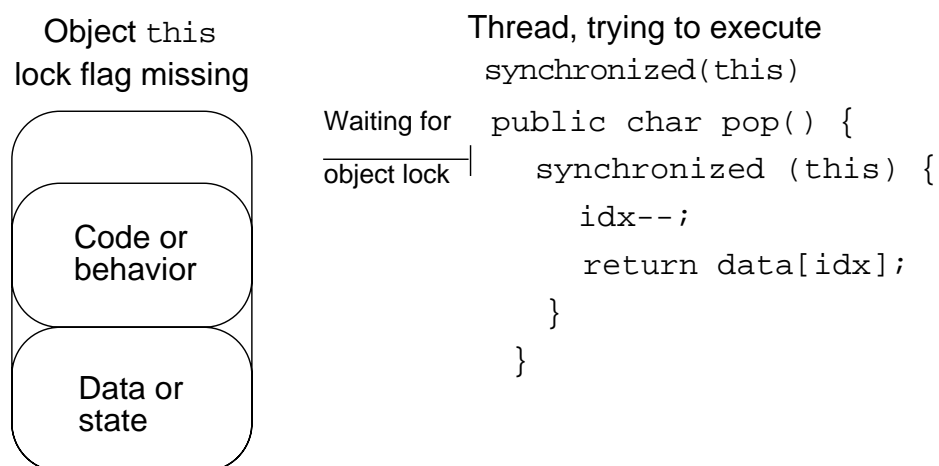 Object this
lock flag missing
Code or
behavior
Data or
state
Thread, trying to execute
synchronized(this)
Waiting for
object lock
public char pop() {
synchronized (this) {
idx--;
return data[idx];
}
}